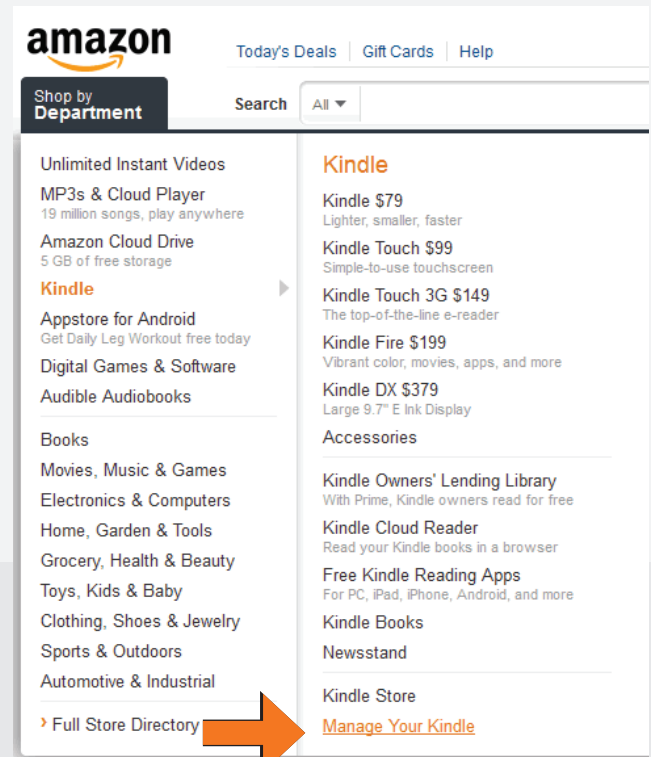 amazon
Today's Deals Gift Cards Help
Shop by
Department
Search All
Unlimited Instant Videos
MP3s & Cloud Player
19 million songs, play anywhere
Amazon Cloud Drive
5 GB of free storage
Kindle
Appstore for Android
Get Daily Leg Workout free today
Digital Games & Software
Audible Audiobooks
Books
Movies, Music & Games
Electronics & Computers
Home, Garden & Tools
Grocery, Health & Beauty
Toys, Kids & Baby
Clothing, Shoes & Jewelry
Sports & Outdoors
Automotive & Industrial
› Full Store Directory
Kindle
Kindle $79
Lighter, smaller, faster
Kindle Touch $99
Simple-to-use touchscreen
Kindle Touch 3G $149
The top-of-the-line e-reader
Kindle Fire $199
Vibrant color, movies, apps, and more
Kindle DX $379
Large 9.7" E Ink Display
Accessories
Kindle Owners' Lending Library
With Prime, Kindle owners read for free
Kindle Cloud Reader
Read your Kindle books in a browser
Free Kindle Reading Apps
For PC, iPad, iPhone, Android, and more
Kindle Books
Newsstand
Kindle Store
Manage Your Kindle